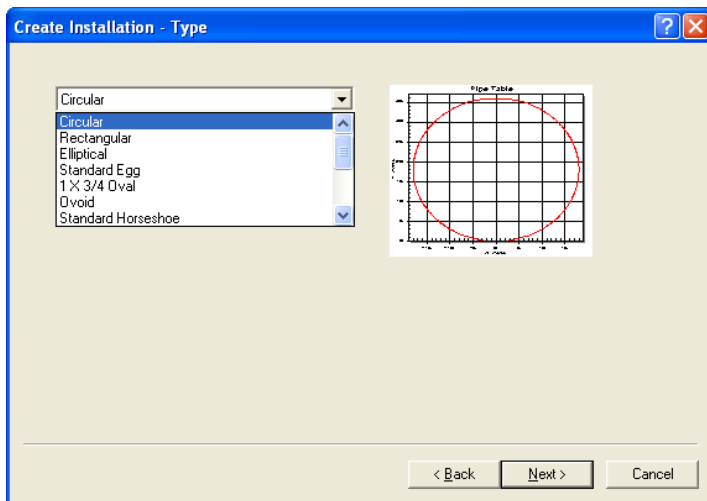 Create Installation - Type
Circular
Circular
Rectangular
Elliptical
Standard Egg
1 X 3/4 Oval
Ovoid
Standard Horseshoe
Pipe Table
< Back
Next >
Cancel